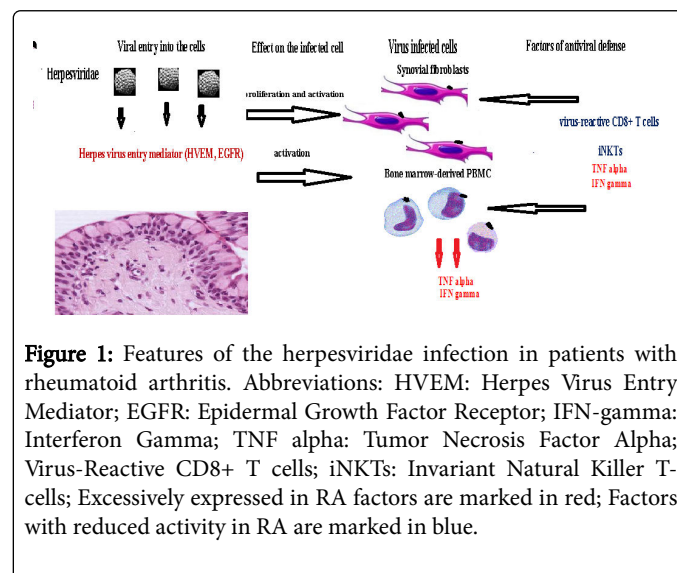 Viral entry into the cells
Effect on the infected cell
Virus infected cells
Factors of antiviral defense
Herpesviridae
Synovial fibroblasts
roliferation and activation
virus-reactive CD8+ T cells
Herpes virus entry mediator (HVEM, EGFR)
activation
iNKTs
TNF alpha
IFN gamma
Bone marrow-derived PBMC
TNF alpha
IFN gamma
Figure 1: Features of the herpesviridae infection in patients with
rheumatoid arthritis. Abbreviations: HVEM: Herpes Virus Entry
Mediator; EGFR: Epidermal Growth Factor Receptor; IFN-gamma:
Interferon Gamma; TNF alpha: Tumor Necrosis Factor Alpha;
Virus-Reactive CD8+ T cells; iNKTs: Invariant Natural Killer T-
cells; Excessively expressed in RA factors are marked in red; Factors
with reduced activity in RA are marked in blue.